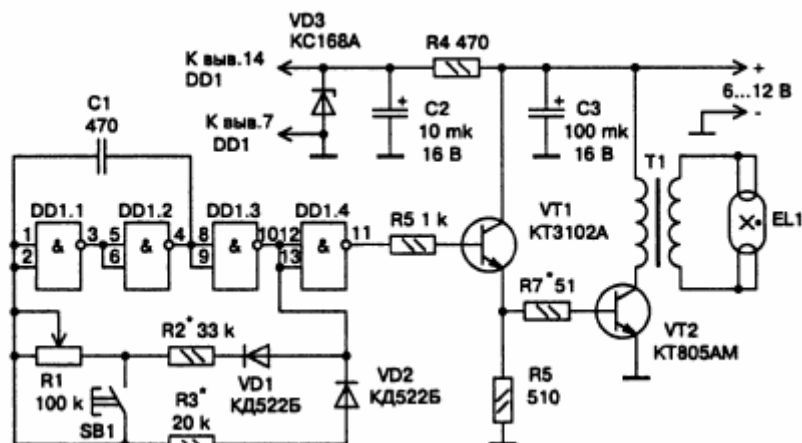 VD3
КС168А
К выв.14
DD1
R4 470
+
6...12 В
-
К выв.7
DD1
C1
470
+
C2
10 mk
16 В
+
C3
100 mk
16 В
T1
DD1.1
DD1.2
DD1.3
DD1.4
1
2
&
3
5
6
&
4
8
9
&
10
12
13
&
11
R5 1 k
VT1
КТ3102А
EL1
R7* 51
VT2
КТ805АМ
R1
100 k
SB1
R2* 33 k
VD1
КД522Б
R3*
20 k
VD2
КД522Б
R5
510